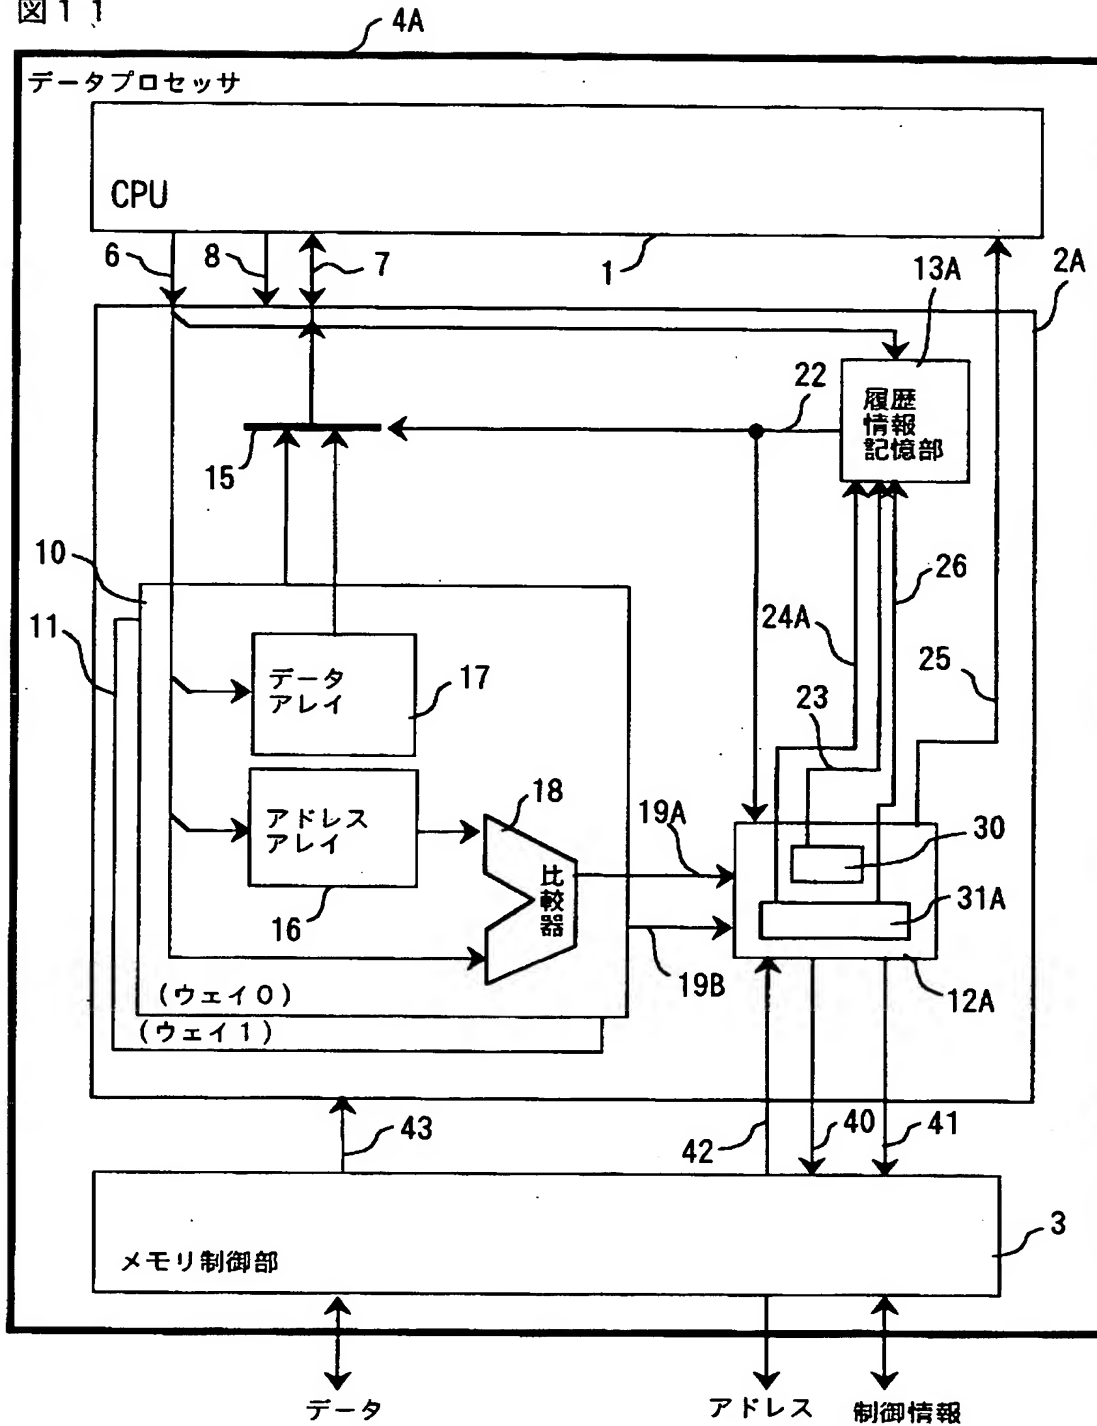 図11
4A
データプロセッサ
CPU
6
8
7
1
13A
2A
履歴
情報
記憶部
22
15
10
11
24A
26
25
23
データ
アレイ
17
アドレス
アレイ
16
18
比較器
19A
19B
30
31A
12A
(ウェイ0)
(ウェイ1)
43
42
40
41
メモリ制御部
3
データ
アドレス
制御情報